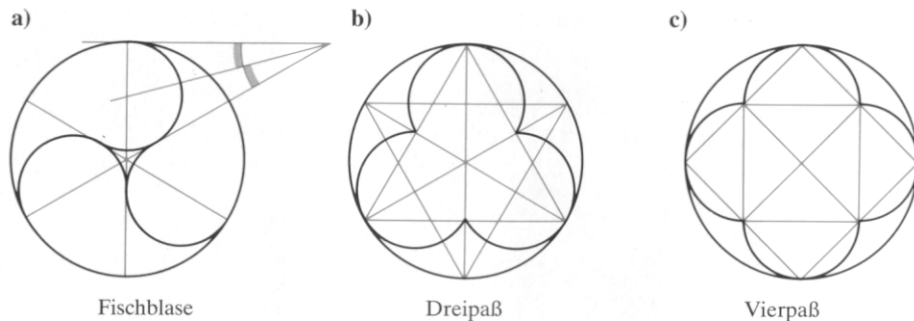 a)
b)
c)
Fischblase
Dreipaß
Vierpaß